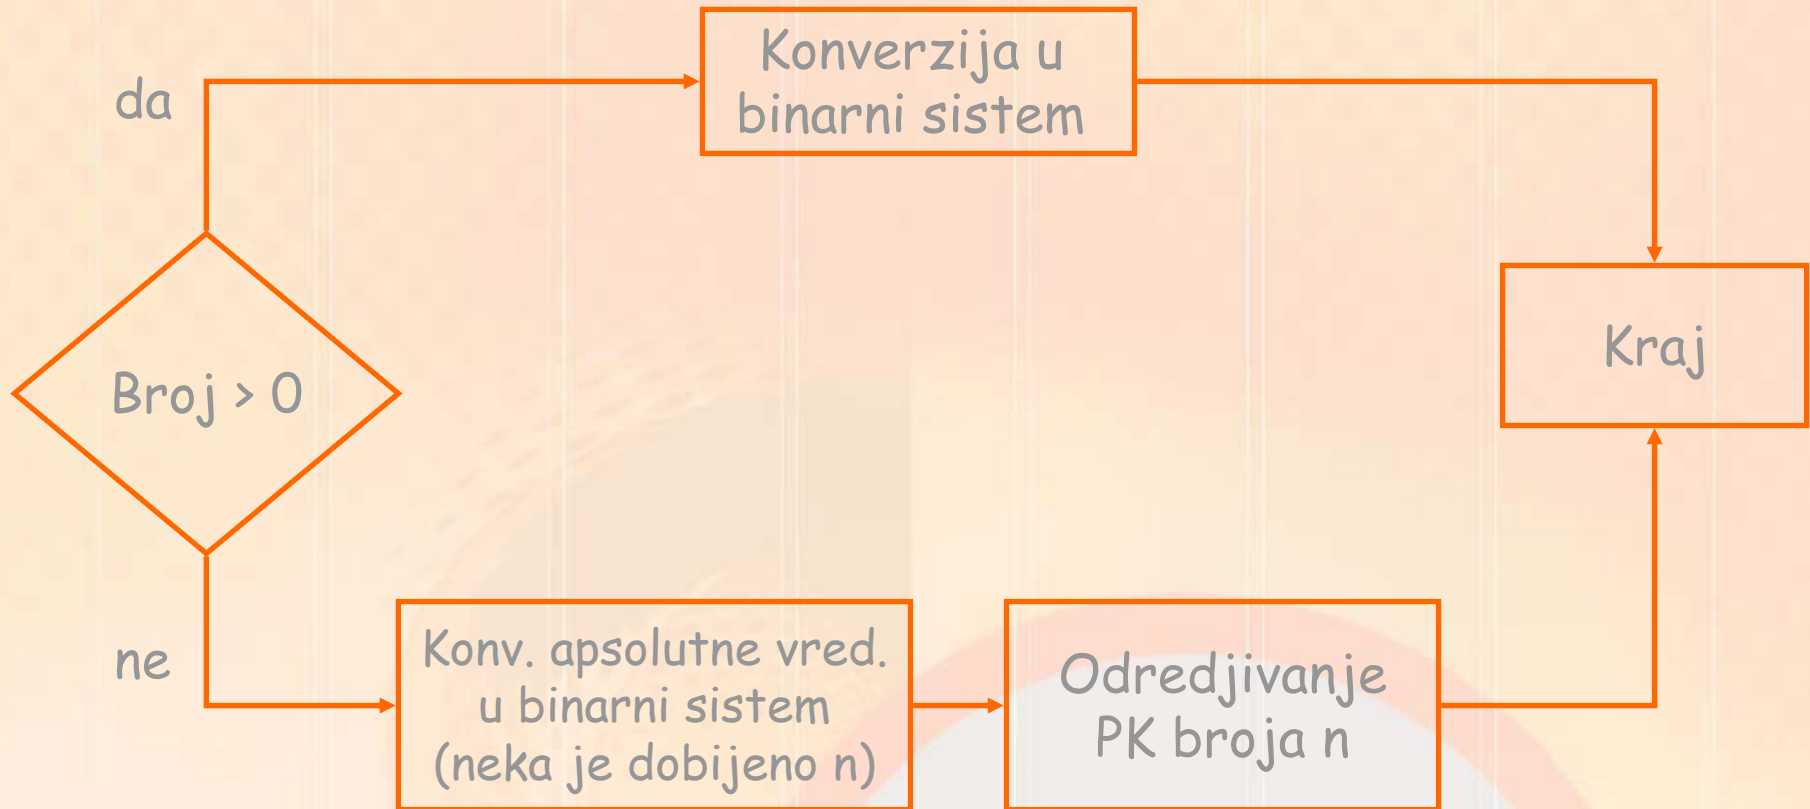 da
Konverzija u
binarni sistem
Broj > 0
Kraj
ne
Konv. apsolutne vred.
u binarni sistem
(neka je dobijeno n)
Odredjivanje
PK broja n